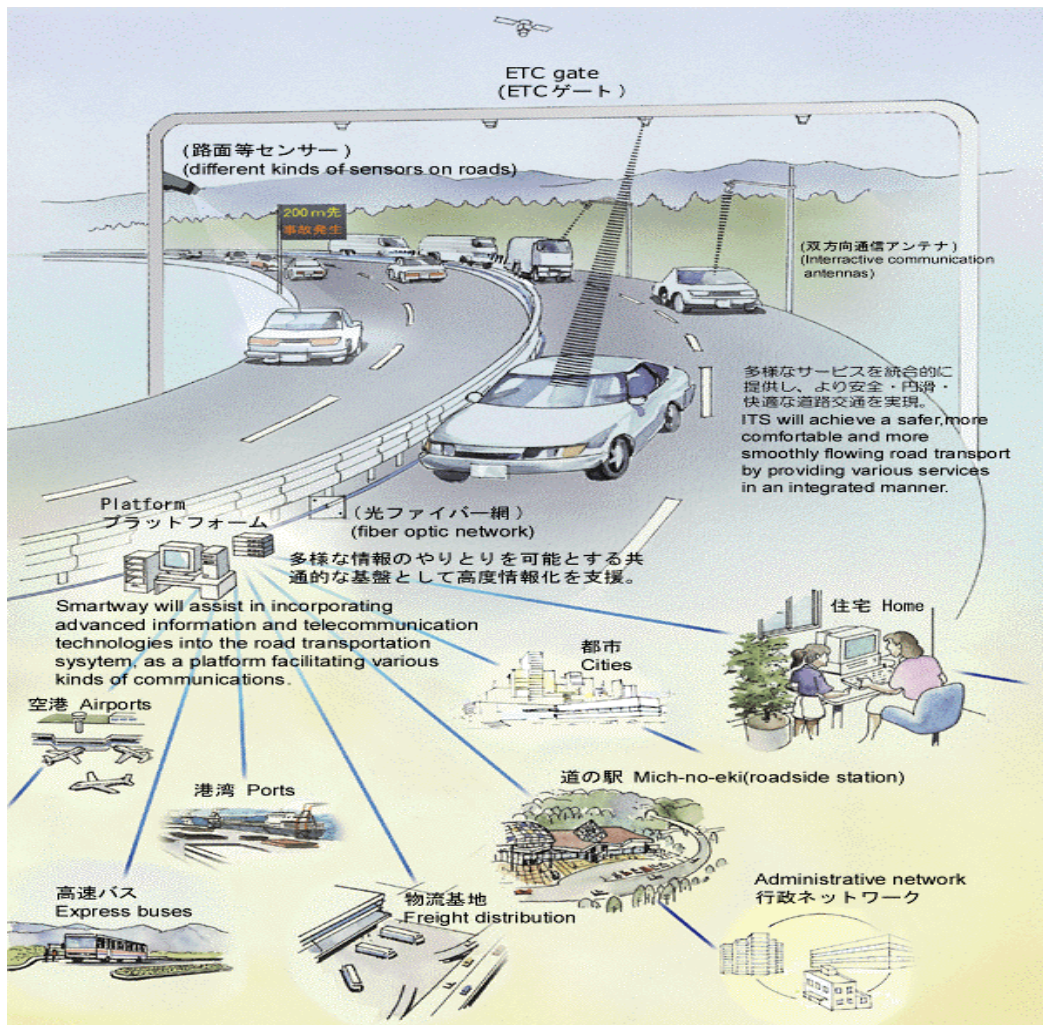 ETC gate
(ETCゲート)
(路面等センサー)
(different kinds of sensors on roads)
200m先
事故発生
(双方向通信アンテナ)
(Interractive communication
antennas)
多様なサービスを統合的に
提供し、より安全・円滑・
快適な道路交通を実現。
ITS will achieve a safer,more
comfortable and more
smoothly flowing road transport
by providing various services
in an integrated manner.
Platform
プラットフォーム
(光ファイバー網)
(fiber optic network)
多様な情報のやりとりを可能とする共
通的な基盤として高度情報化を支援。
Smartway will assist in incorporating
advanced information and telecommunication
technologies into the road transportation
sysytem, as a platform facilitating various
kinds of communications.
住宅 Home
都市
Cities
空港 Airports
港湾 Ports
道の駅 Mich-no-eki(roadside station)
高速バス
Express buses
物流基地
Freight distribution
Administrative network
行政ネットワーク